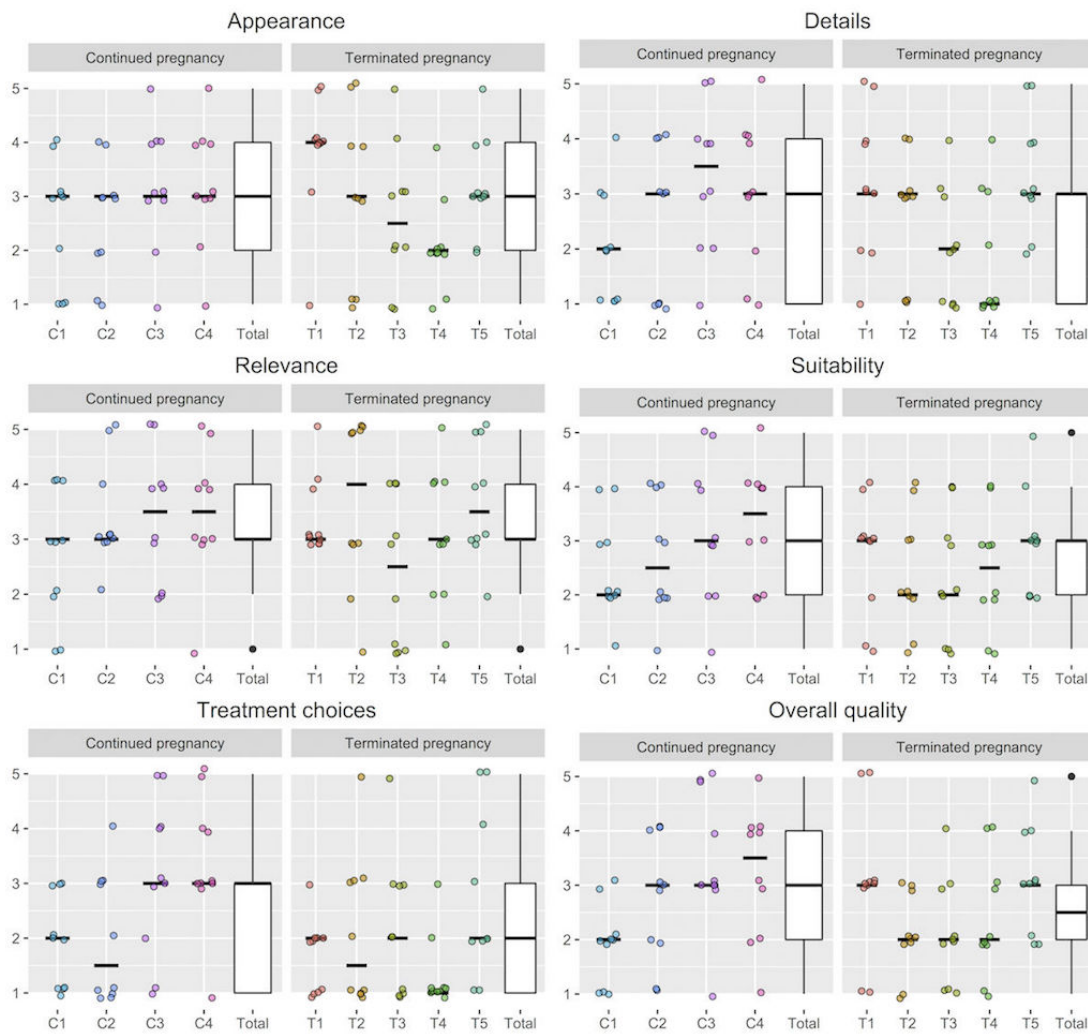 Appearance
Details
Continued pregnancy Terminated pregnancy
Continued pregnancy Terminated pregnancy
5
4
3
2
1
C1 C2 C3 C4 Total T1 T2 T3 T4 T5 Total
5
4
3
2
1
C1 C2 C3 C4 Total T1 T2 T3 T4 T5 Total
Relevance
Suitability
Continued pregnancy Terminated pregnancy
Continued pregnancy Terminated pregnancy
5
4
3
2
1
C1 C2 C3 C4 Total T1 T2 T3 T4 T5 Total
5
4
3
2
1
C1 C2 C3 C4 Total T1 T2 T3 T4 T5 Total
Treatment choices
Overall quality
Continued pregnancy Terminated pregnancy
Continued pregnancy Terminated pregnancy
5
4
3
2
1
C1 C2 C3 C4 Total T1 T2 T3 T4 T5 Total
5
4
3
2
1
C1 C2 C3 C4 Total T1 T2 T3 T4 T5 Total